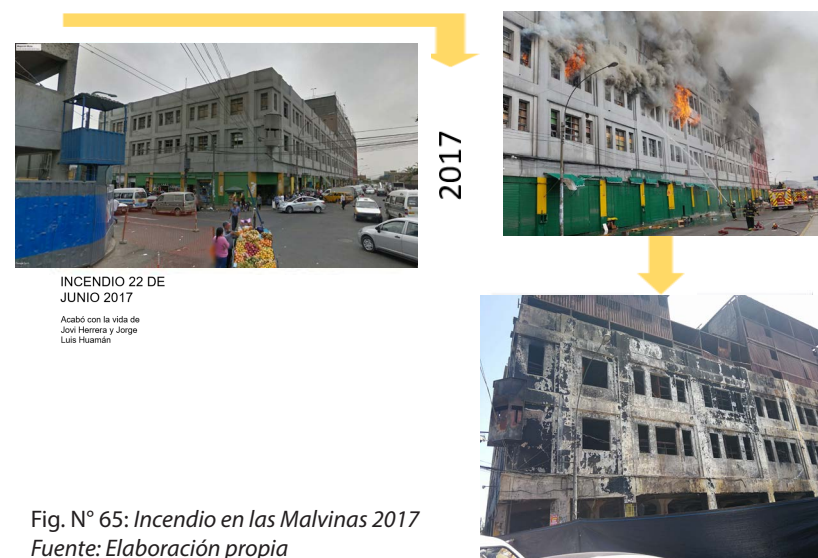 2017
INCENDIO 22 DE
JUNIO 2017
Acabó con la vida de
Jovi Herrera y Jorge
Luis Huamán
Fig. N° 65: Incendio en las Malvinas 2017
Fuente: Elaboración propia